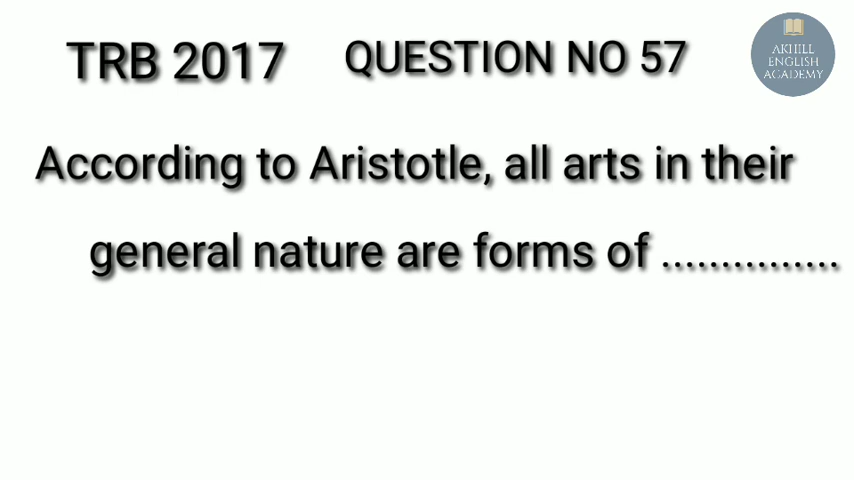 TRB 2017 QUESTION NO 57
AKHILL
ENGLISH
ACADEMY
According to Aristotle, all arts in their
general nature are forms of ...............